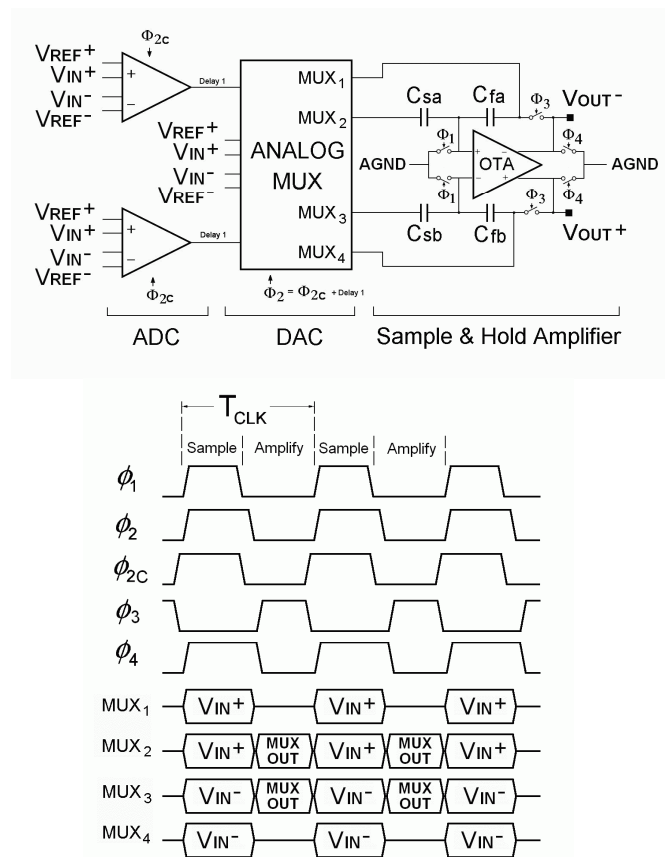 Φ2c
VREF+
VIN+
VIN-
VREF-
+
−
Delay 1
MUX1
MUX2
VREF+
VIN+
VIN-
VREF-
ANALOG
MUX
MUX3
MUX4
Csa
Cfa
Φ3
VOUT-
Φ1
Φ4
AGND
+
−
OTA
−
+
AGND
Φ1
Φ4
Φ3
Csb
Cfb
VOUT+
VREF+
VIN+
VIN-
VREF-
+
−
Delay 1
Φ2c
Φ2 = Φ2c + Delay 1
ADC
DAC
Sample & Hold Amplifier
TCLK
Sample Amplify Sample Amplify
ϕ1
ϕ2
ϕ2C
ϕ3
ϕ4
MUX1 VIN+ VIN+ VIN+
MUX2 VIN+ MUX OUT VIN+ MUX OUT VIN+
MUX3 VIN- MUX OUT VIN- MUX OUT VIN-
MUX4 VIN- VIN- VIN-